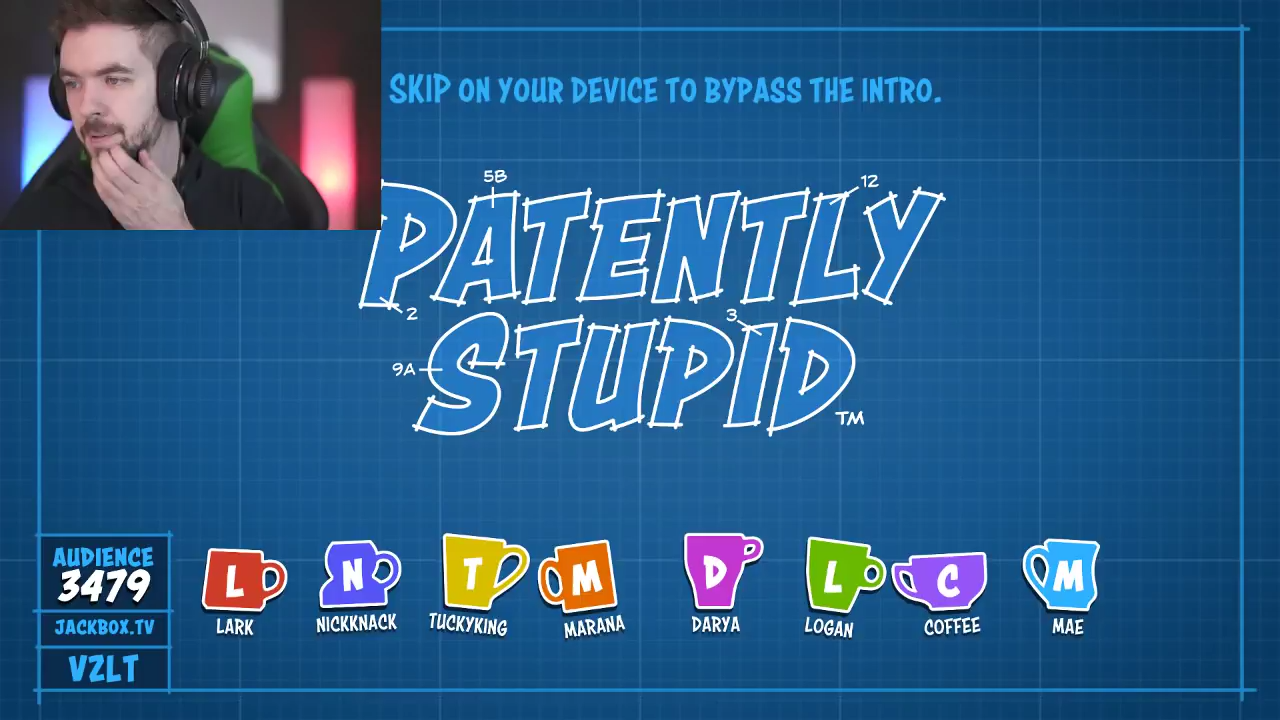 SKIP ON YOUR DEVICE TO BYPASS THE INTRO.
5B
12
PATENTLY
2
3
STUPID
9A
TM
AUDIENCE
3479
JACKBOX.TV
VZLT
L
N
T
M
D
L
C
M
LARK
NICKKNACK
TUCKYKING
MARANA
DARYA
LOGAN
COFFEE
MAE